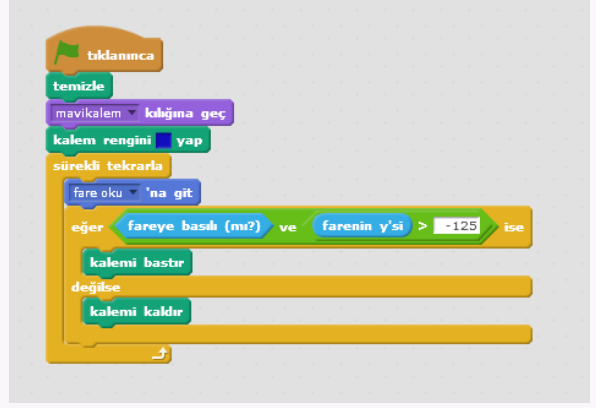 tıklanınca
temizle
mavikalem kılığına geç
kalem rengini yap
sürekli tekrarla
fare oku 'na git
eğer fareye basılı (mı?) ve farenin y'si > -125 ise
kalemi bastır
değilse
kalemi kaldır